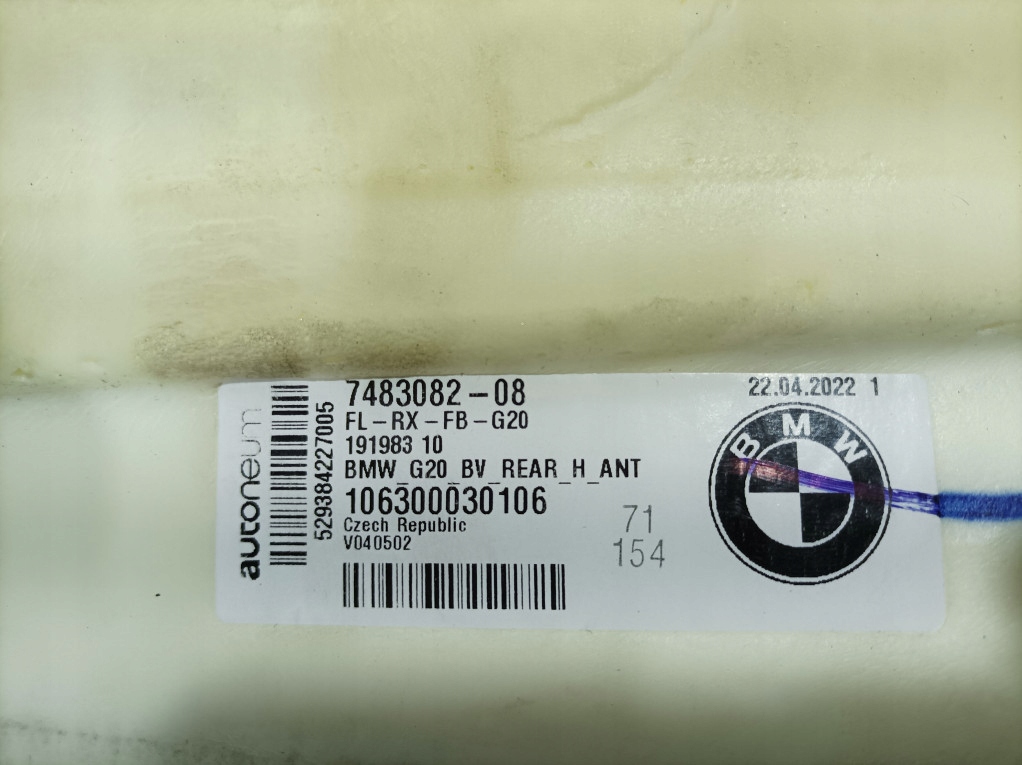 autoneum
529384227005
7483082-08
FL-RX-FB-G20
191983 10
BMW_G20_BV_REAR_H_ANT
106300030106
Czech Republic
V040502
71
154
22.04.2022 1
BMW